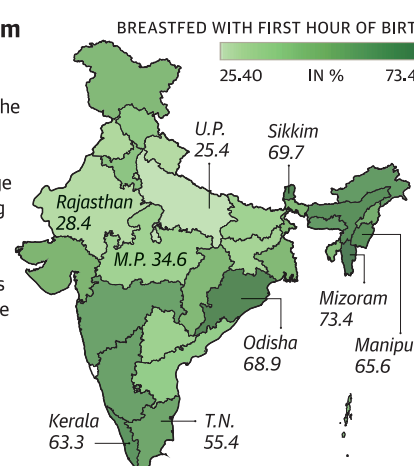 m
BREASTFED WITH FIRST HOUR OF BIRT
25.40 IN % 73.4
he
U.P.
25.4
Sikkim
69.7
ge
g
Rajasthan
28.4
M.P. 34.6
s
e
Mizoram
73.4
Odisha
68.9
Manipu
65.6
Kerala
63.3
T.N.
55.4